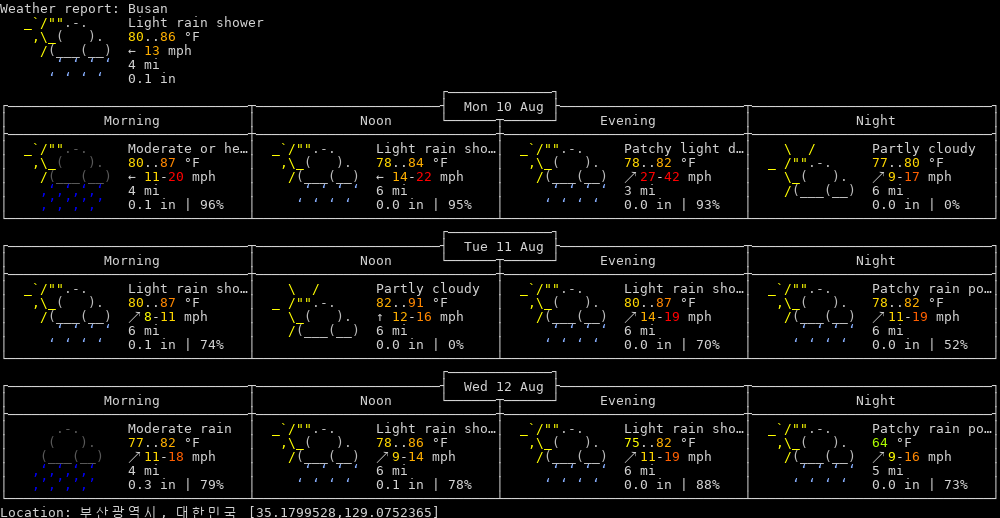 Weather report: Busan
Light rain shower
80..86 °F
← 13 mph
4 mi
0.1 in
Mon 10 Aug
Morning Noon Evening Night
Moderate or he… Light rain sho… Patchy light d… Partly cloudy
80..87 °F 78..84 °F 78..82 °F 77..80 °F
← 11-20 mph ← 14-22 mph ↗ 27-42 mph ↗ 9-17 mph
4 mi 6 mi 3 mi 6 mi
0.1 in | 96% 0.0 in | 95% 0.0 in | 93% 0.0 in | 0%
Tue 11 Aug
Morning Noon Evening Night
Light rain sho… Partly cloudy Light rain sho… Patchy rain po…
80..87 °F 82..91 °F 80..87 °F 78..82 °F
↗ 8-11 mph ↑ 12-16 mph ↗ 14-19 mph ↗ 11-19 mph
6 mi 6 mi 6 mi 6 mi
0.1 in | 74% 0.0 in | 0% 0.0 in | 70% 0.0 in | 52%
Wed 12 Aug
Morning Noon Evening Night
Moderate rain Light rain sho… Light rain sho… Patchy rain po…
77..82 °F 78..86 °F 75..82 °F 64 °F
↗ 11-18 mph ↗ 9-14 mph ↗ 11-19 mph ↗ 9-16 mph
4 mi 6 mi 6 mi 5 mi
0.3 in | 79% 0.1 in | 78% 0.0 in | 88% 0.0 in | 73%
Location: 부산광역시, 대한민국 [35.1799528,129.0752365]